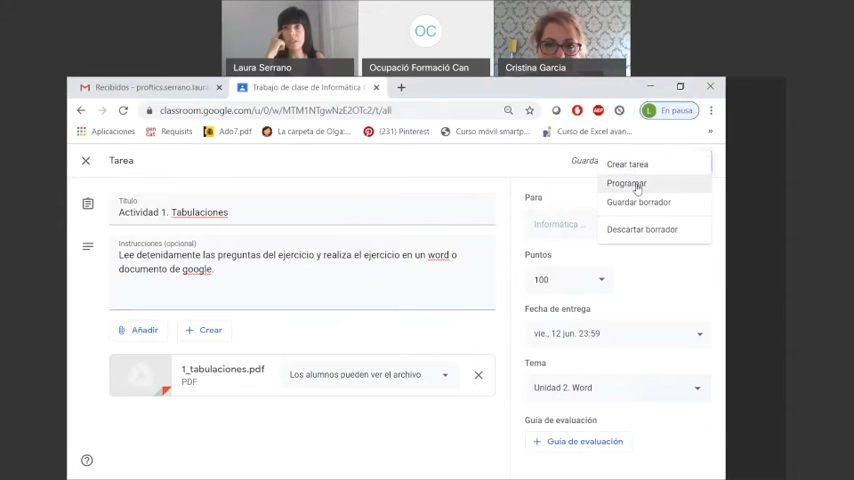 OC
Laura Serrano
Ocupació Formació Can
Cristina Garcia
Recibidos - proftics.serrano.laura
Trabajo de clase de Informática
classroom.google.com/u/0/w/MTM1NTgwNzE2OTc2/t/all
L En pausa
Aplicaciones
Requisits
Ado7.pdf
La carpeta de Olga:...
(231) Pinterest
Curso móvil smartp...
Curso de Excel avan...
»
Tarea
Guarda
Crear tarea
Programar
Guardar borrador
Descartar borrador
Título
Actividad 1. Tabulaciones
Instrucciones (opcional)
Lee detenidamente las preguntas del ejercicio y realiza el ejercicio en un word o
documento de google.
Añadir
Crear
1_tabulaciones.pdf
PDF
Los alumnos pueden ver el archivo
Para
Informática ...
Puntos
100
Fecha de entrega
vie., 12 jun. 23:59
Tema
Unidad 2. Word
Guía de evaluación
Guía de evaluación